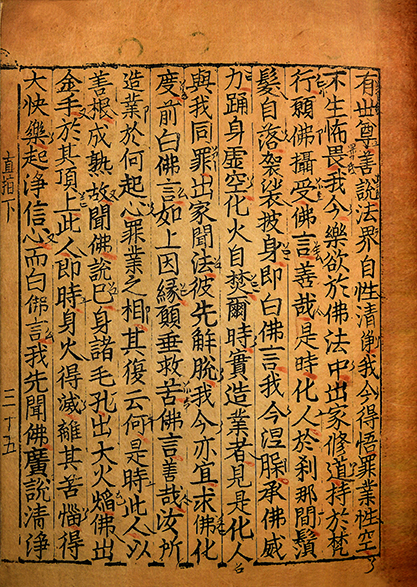 有世尊善說法界自性清淨我今得悟罪業性空
不生怖畏我今樂欲於佛法中出家修道持於梵
行願佛攝受佛言善哉是時化人於刹那間鬚
髮自落袈裟被身即白佛言我今涅槃承佛威
力踊身虛空化火自焚爾時實造業者見是化人
與我同罪出家聞法彼先解脫我今亦宜求佛化
度前白佛言如上因緣願垂救苦佛言善哉汝所
造業於何起心罪業之相其復云何是時此人以
善根成熟故聞佛說已身諸毛孔出大火焰佛出
金手於其頂上此人即時身火得滅離其苦惱得
大快樂起淨信心而白佛言我先聞佛廣說清淨
直指下
三十五